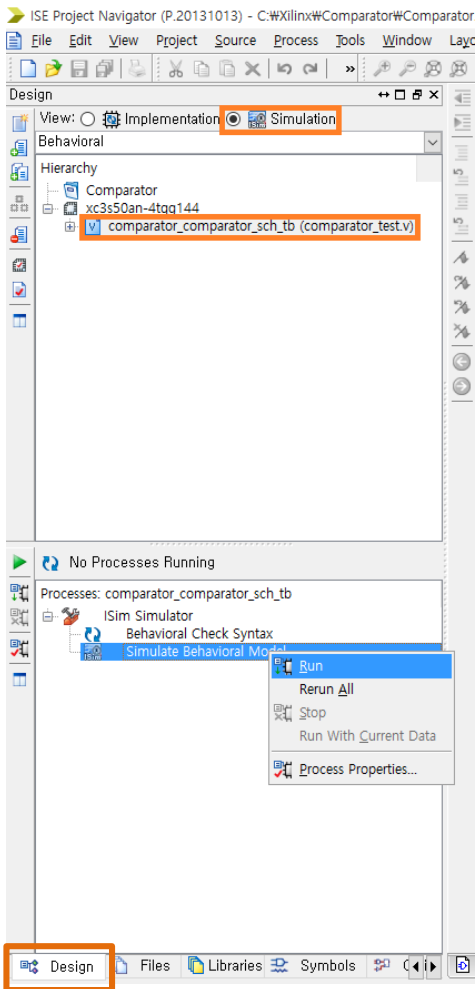 ISE Project Navigator (P.20131013) - C:₩Xilinx₩Comparator₩Comparator
File Edit View Project Source Process Tools Window Layo
»
Design
View: Implementation Simulation
Behavioral
Hierarchy
Comparator
xc3s50an-4tqg144
comparator_comparator_sch_tb (comparator_test.v)
No Processes Running
Processes: comparator_comparator_sch_tb
ISim Simulator
Behavioral Check Syntax
Simulate Behavioral Model
Run
Rerun All
Stop
Run With Current Data
Process Properties...
Design Files Libraries Symbols